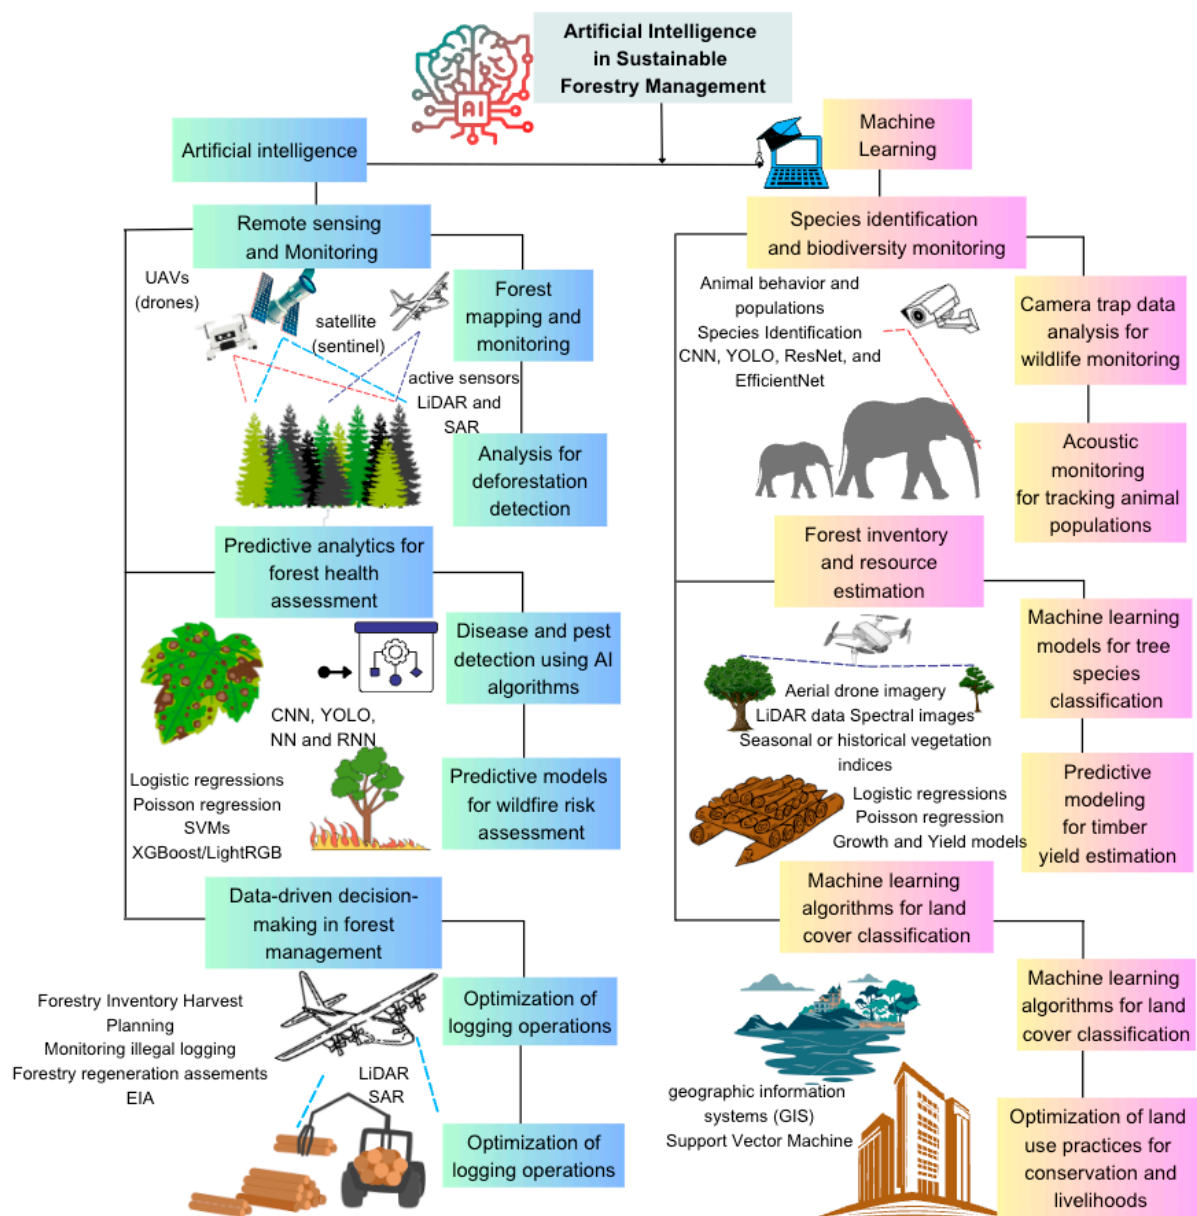 Artificial Intelligence
in Sustainable
Forestry Management
AI
Artificial intelligence
Machine
Learning
Remote sensing
and Monitoring
UAVs
(drones)
satellite
(sentinel)
Forest
mapping and
monitoring
active sensors
LiDAR and
SAR
Analysis for
deforestation
detection
Predictive analytics for
forest health
assessment
Disease and pest
detection using AI
algorithms
CNN, YOLO,
NN and RNN
Logistic regressions
Poisson regression
SVMs
XGBoost/LightRGB
Predictive models
for wildfire risk
assessment
Data-driven decision-
making in forest
management
Forestry Inventory Harvest
Planning
Monitoring illegal logging
Forestry regeneration assements
EIA
Optimization of
logging operations
LiDAR
SAR
Optimization of
logging operations
Species identification
and biodiversity monitoring
Animal behavior and
populations
Species Identification
CNN, YOLO, ResNet, and
EfficientNet
Camera trap data
analysis for
wildlife monitoring
Acoustic
monitoring
for tracking animal
populations
Forest inventory
and resource
estimation
Machine learning
models for tree
species
classification
Aerial drone imagery
LiDAR data Spectral images
Seasonal or historical vegetation
indices
Logistic regressions
Poisson regression
Growth and Yield models
Predictive
modeling
for timber
yield estimation
Machine learning
algorithms for land
cover classification
Machine learning
algorithms for land
cover classification
geographic information
systems (GIS)
Support Vector Machine
Optimization of land
use practices for
conservation and
livelihoods